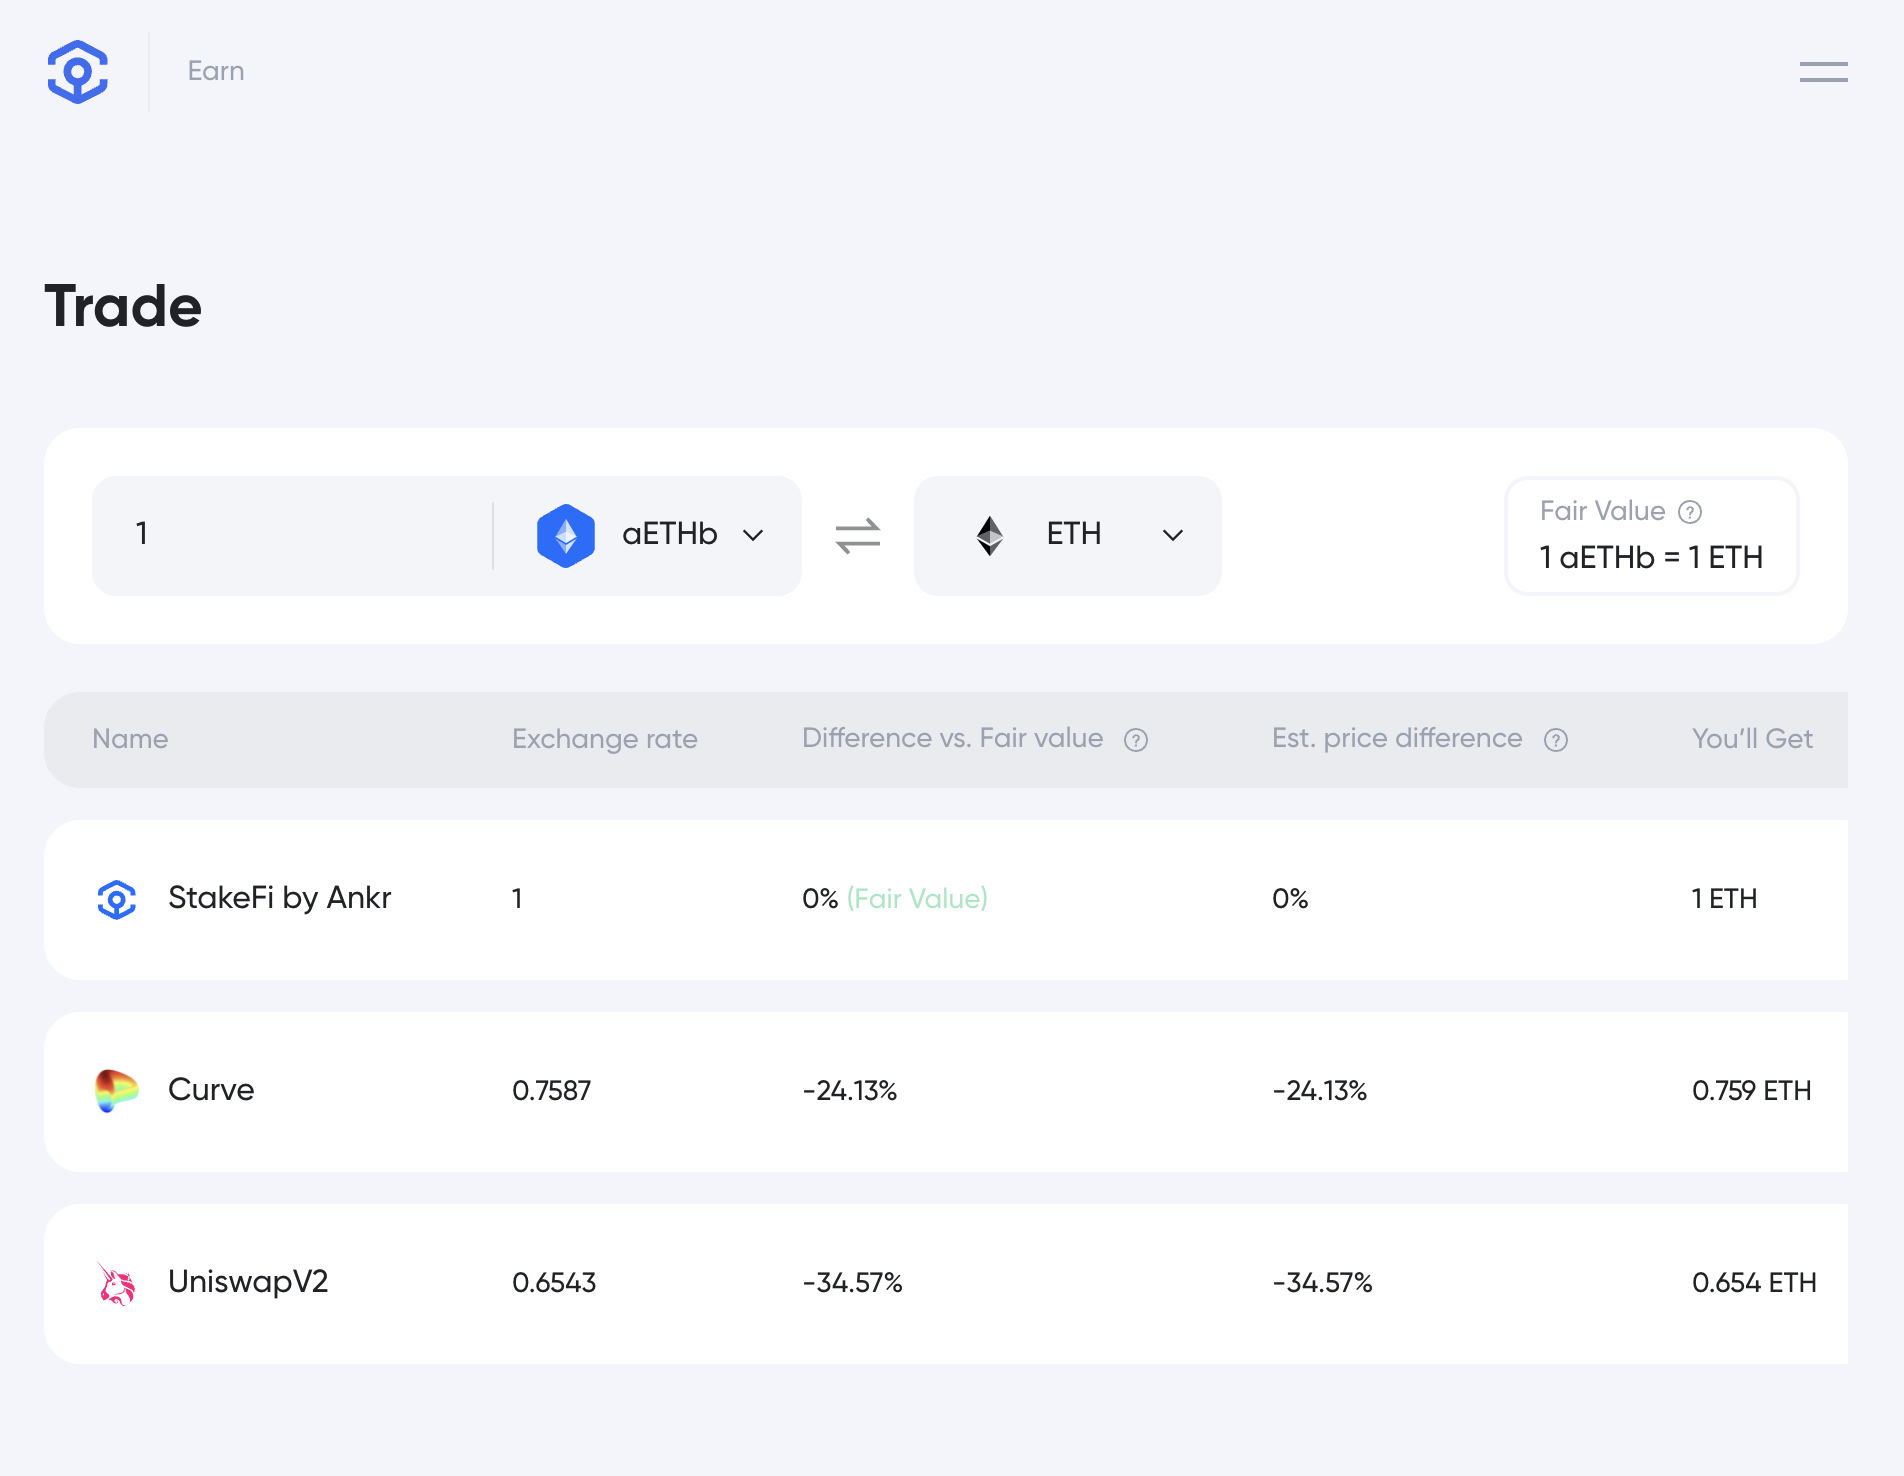 Earn
Trade
1 aETHb ETH
Fair Value ?
1 aETHb = 1 ETH
Name Exchange rate Difference vs. Fair value ? Est. price difference ? You’ll Get
StakeFi by Ankr 1 0% (Fair Value) 0% 1 ETH
Curve 0.7587 -24.13% -24.13% 0.759 ETH
UniswapV2 0.6543 -34.57% -34.57% 0.654 ETH